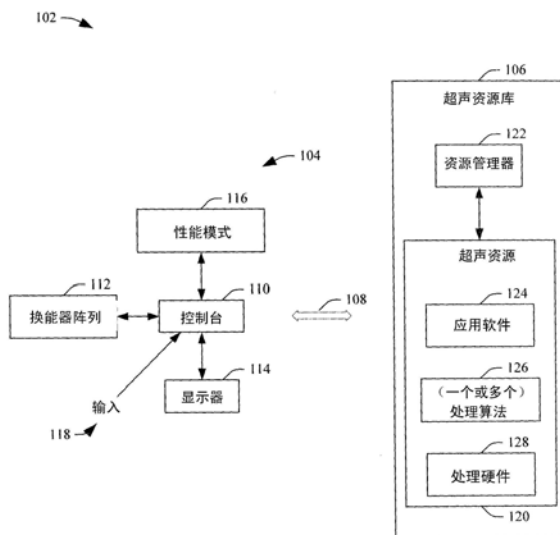 102
106
超声资源库
122
资源管理器
104
116
性能模式
超声资源
112
换能器阵列
110
控制台
108
124
应用软件
114
显示器
126
（一个或多个）
处理算法
输入
118
128
处理硬件
120